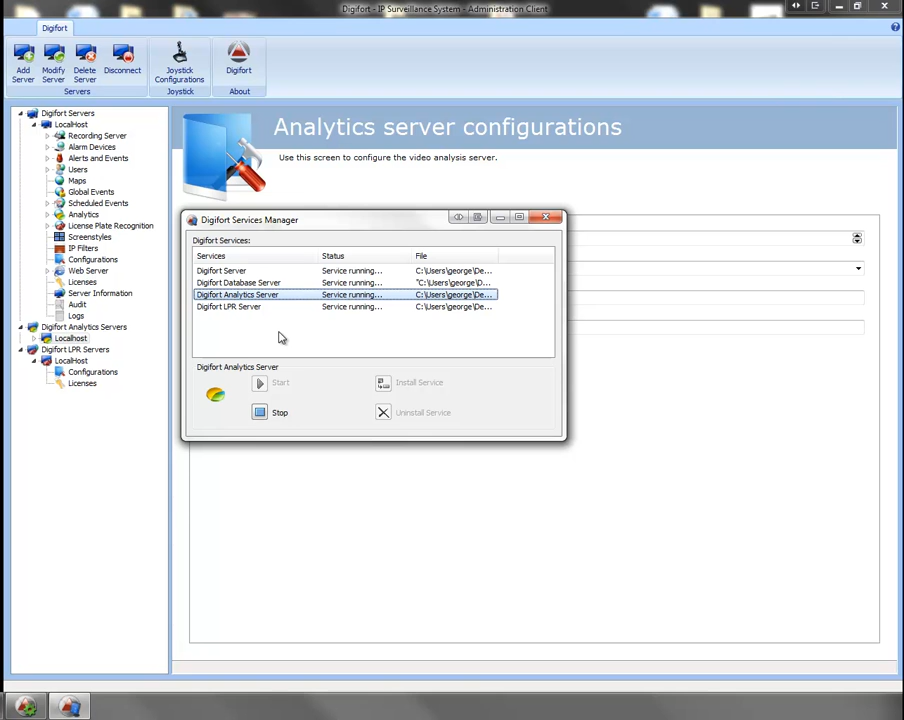 Digifort - IP Surveillance System - Administration Client
Digifort
Add Server
Modify Server
Delete Server
Disconnect
Joystick Configurations
Digifort
Servers
Joystick
About
Digifort Servers
LocalHost
Recording Server
Alarm Devices
Alerts and Events
Users
Maps
Global Events
Scheduled Events
Analytics
License Plate Recognition
Screenstyles
IP Filters
Configurations
Web Server
Licenses
Server Information
Audit
Logs
Digifort Analytics Servers
Localhost
Digifort LPR Servers
LocalHost
Configurations
Licenses
Analytics server configurations
Use this screen to configure the video analysis server.
Digifort Services Manager
Digifort Services:
Services Status File
Digifort Server Service running... C:\Users\george\De...
Digifort Database Server Service running... "C:\Users\george\D...
Digifort Analytics Server Service running... C:\Users\george\De...
Digifort LPR Server Service running... C:\Users\george\De...
Digifort Analytics Server
Start Install Service
Stop Uninstall Service